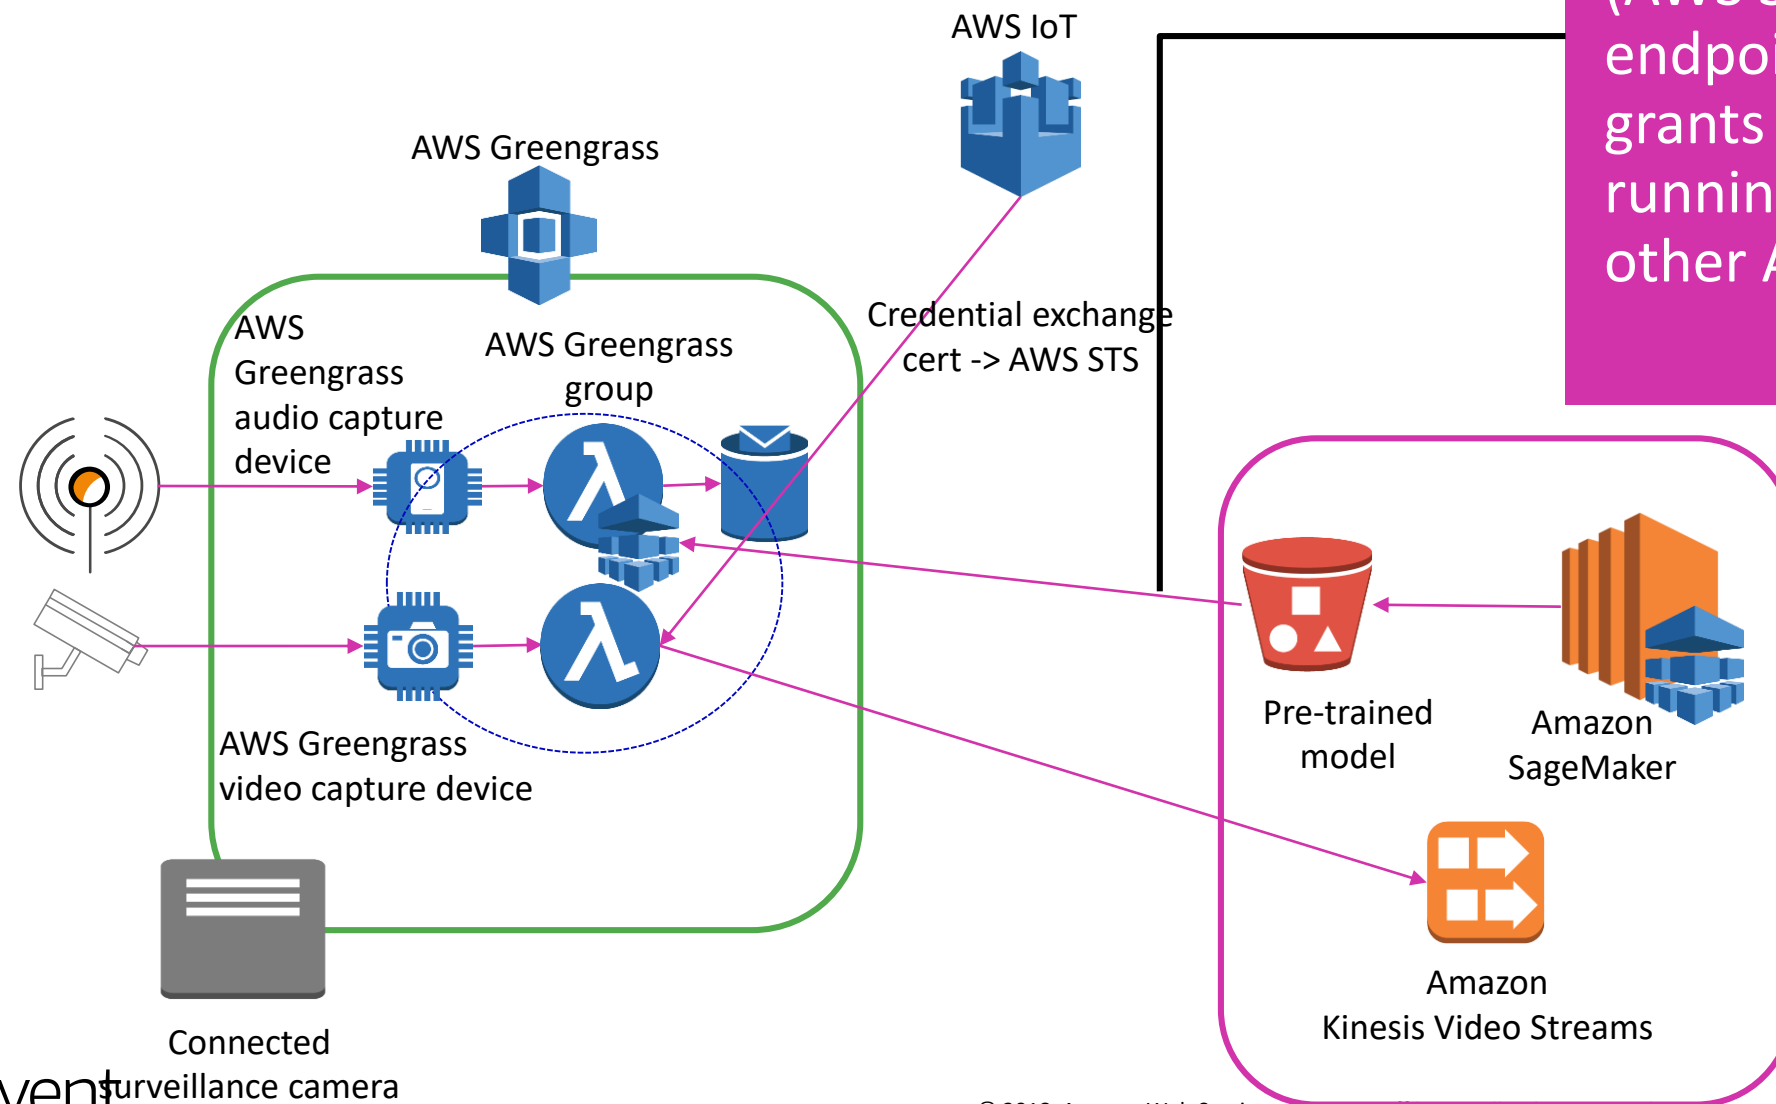 AWS IoT
endpoi
grants
runnin
other A
AWS Greengrass
Credential exchange
cert -> AWS STS
AWS
Greengrass
audio capture
device
AWS Greengrass
group
AWS Greengrass
video capture device
Pre-trained
model
Amazon
SageMaker
Amazon
Kinesis Video Streams
Connected
surveillance camera